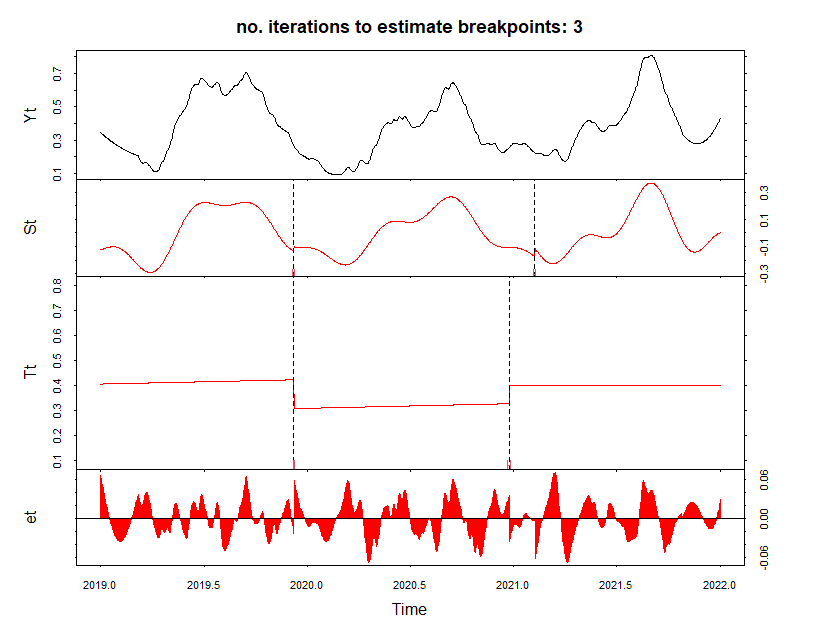 no. iterations to estimate breakpoints: 3
Yt
0.1 0.3 0.5 0.7
St
-0.3 -0.1 0.1 0.3
Tt
0.1 0.2 0.3 0.4 0.5 0.6 0.7 0.8
et
-0.06 0.00 0.06
2019.0 2019.5 2020.0 2020.5 2021.0 2021.5 2022.0
Time